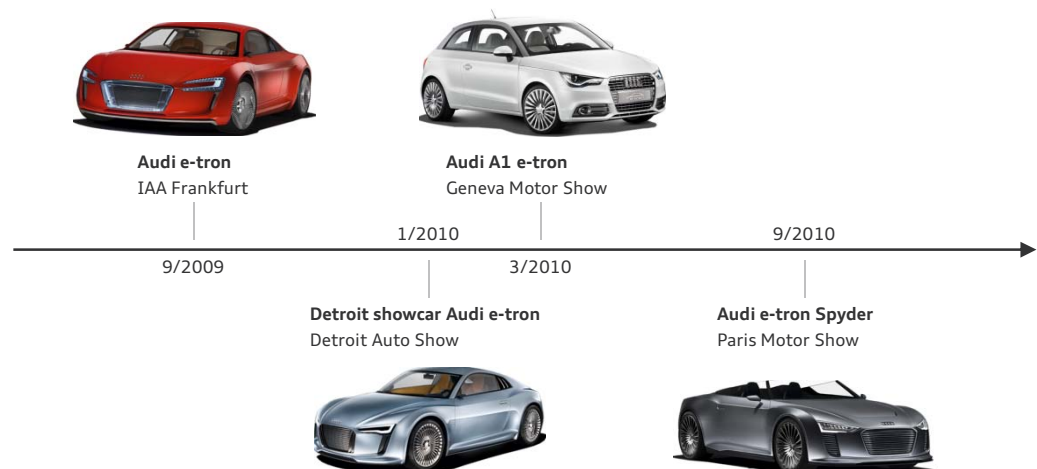 Audi e-tron
IAA Frankfurt
Audi A1 e-tron
Geneva Motor Show
1/2010
9/2010
9/2009
3/2010
Detroit showcar Audi e-tron
Detroit Auto Show
Audi e-tron Spyder
Paris Motor Show